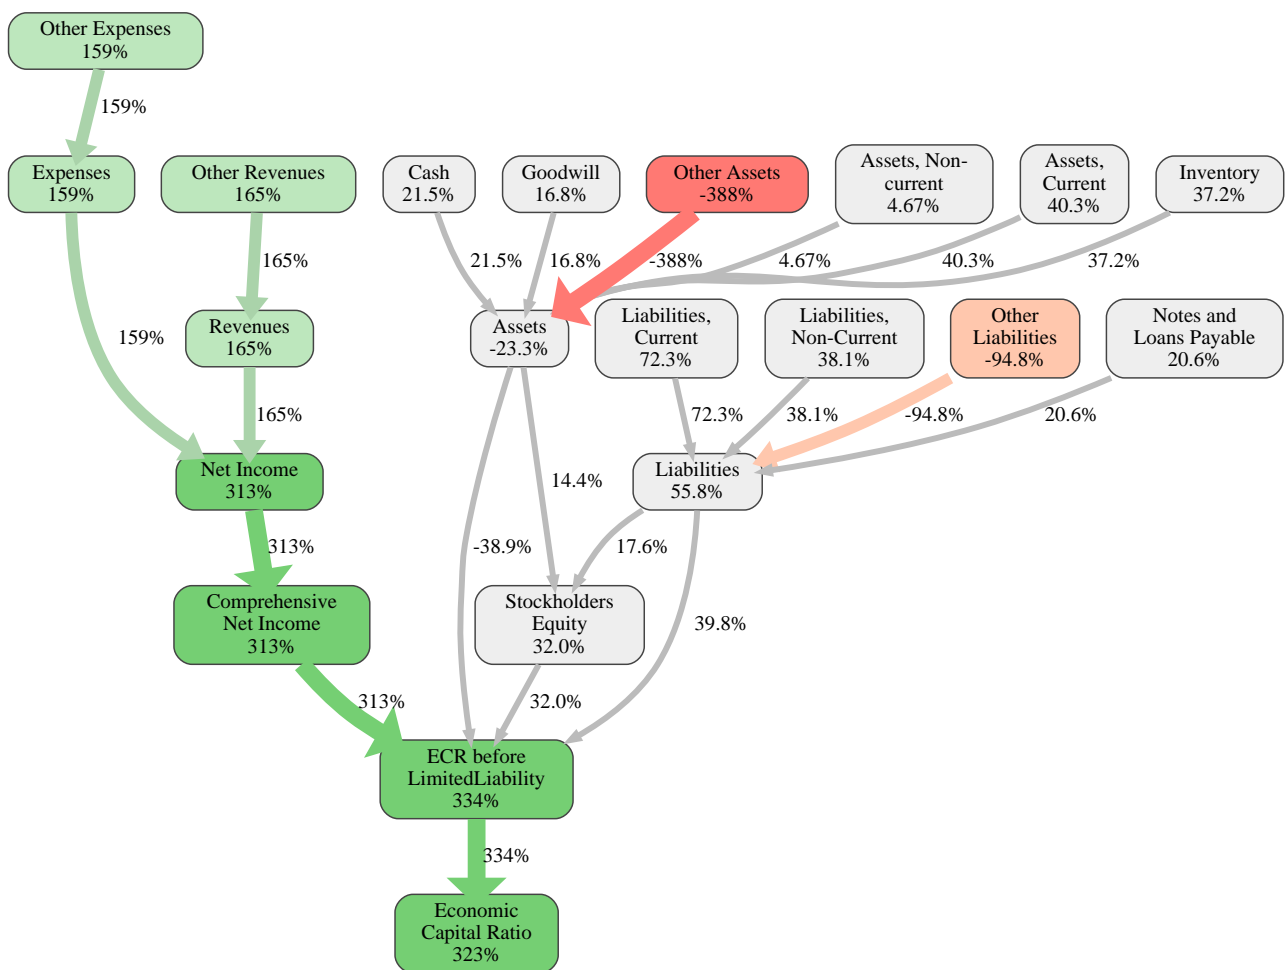 Other Expenses
159%
159%
Expenses
159%
Other Revenues
165%
Cash
21.5%
Goodwill
16.8%
Other Assets
-388%
Assets, Non-
current
4.67%
Assets,
Current
40.3%
Inventory
37.2%
165%
21.5%
16.8%
-388%
4.67%
40.3%
37.2%
159%
Revenues
165%
Assets
-23.3%
Liabilities,
Current
72.3%
Liabilities,
Non-Current
38.1%
Other
Liabilities
-94.8%
Notes and
Loans Payable
20.6%
165%
72.3%
38.1%
-94.8%
20.6%
Net Income
313%
14.4%
Liabilities
55.8%
313%
-38.9%
17.6%
Comprehensive
Net Income
313%
Stockholders
Equity
32.0%
39.8%
313%
32.0%
ECR before
LimitedLiability
334%
334%
Economic
Capital Ratio
323%